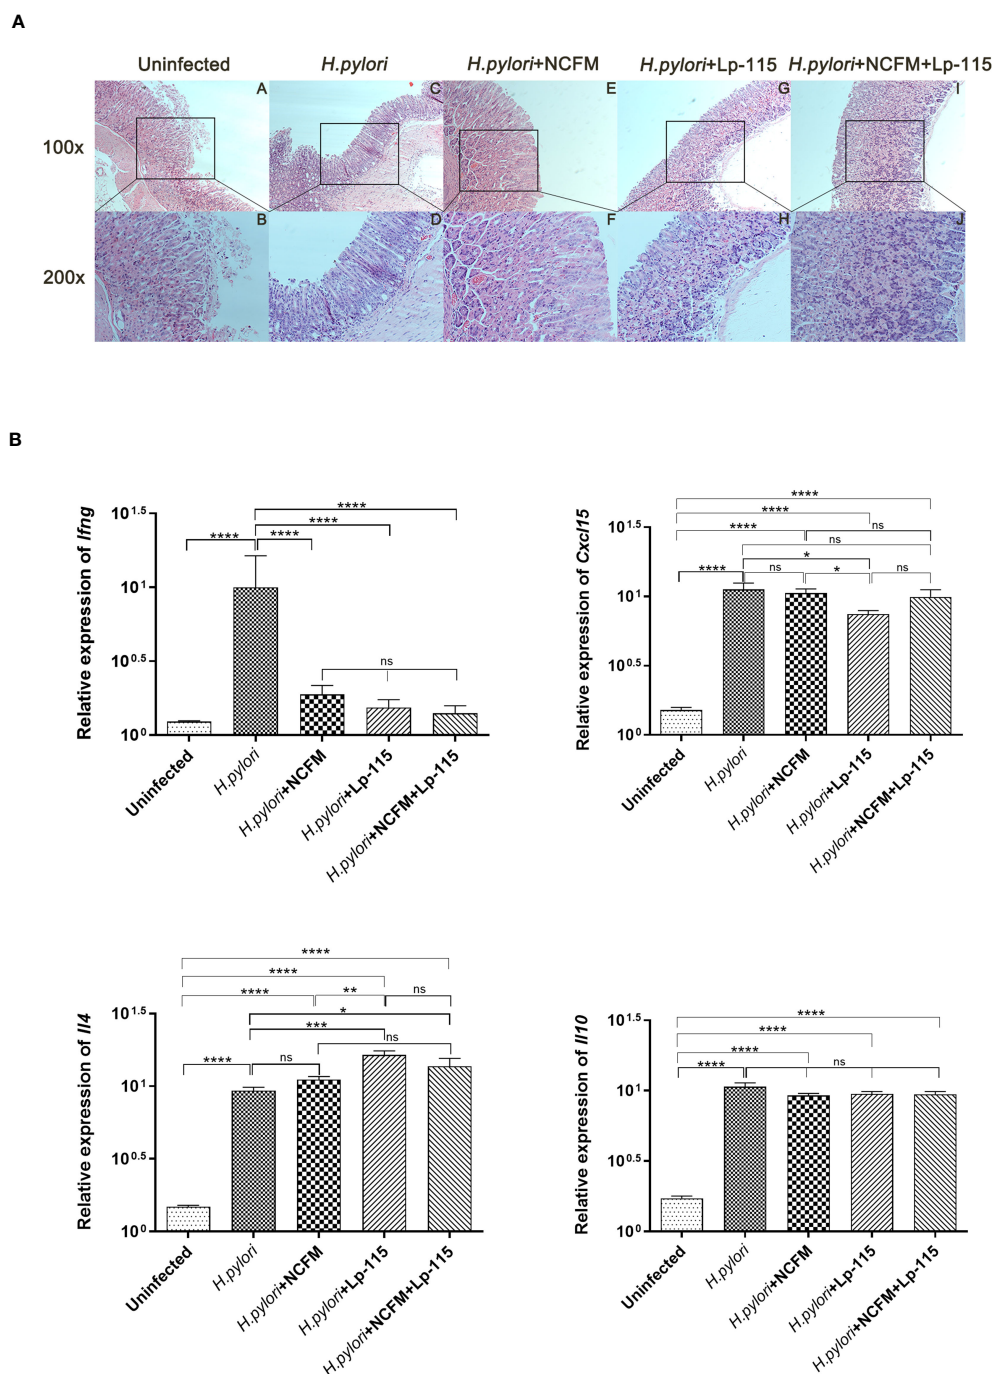 A
Uninfected H.pylori H.pylori+NCFM H.pylori+Lp-115 H.pylori+NCFM+Lp-115
100x A C E G I
200x B D F H J
B
Relative expression of Ifng
10^1.5
10^1
10^0.5
10^0
**** **** **** **** ns
Uninfected H.pylori H.pylori+NCFM H.pylori+Lp-115 H.pylori+NCFM+Lp-115
Relative expression of Cxcl15
10^1.5
10^1
10^0.5
10^0
****
****
**** ns
ns
*
**** ns * ns
Uninfected H.pylori H.pylori+NCFM H.pylori+Lp-115 H.pylori+NCFM+Lp-115
Relative expression of Il4
10^1.5
10^1
10^0.5
10^0
****
****
**** ** ns
*
*** ns
**** ns
Uninfected H.pylori H.pylori+NCFM H.pylori+Lp-115 H.pylori+NCFM+Lp-115
Relative expression of Il10
10^1.5
10^1
10^0.5
10^0
****
****
****
**** ns
Uninfected H.pylori H.pylori+NCFM H.pylori+Lp-115 H.pylori+NCFM+Lp-115